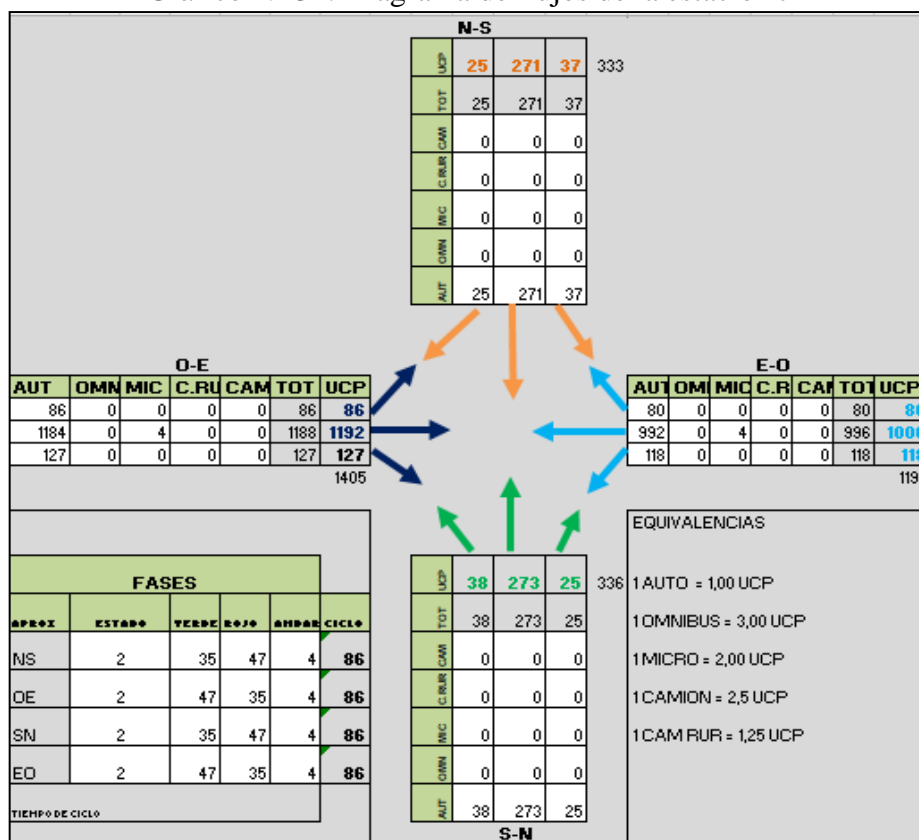 N-S
UCP 25 271 37 333
TOT 25 271 37
CAM 0 0 0
C.RUR 0 0 0
MIC 0 0 0
OMN 0 0 0
AUT 25 271 37
O-E
AUT OMN MIC C.RU CAM TOT UCP
86 0 0 0 0 86 86
1184 0 4 0 0 1188 1192
127 0 0 0 0 127 127
1405
E-O
AUT OMI MIC C.R CAI TOT UCP
80 0 0 0 0 80
992 0 4 0 0 996
118 0 0 0 0 118
FASES
APROX ESTADO VERDE ROJO AMBAR CICLO
NS 2 35 47 4 86
OE 2 47 35 4 86
SN 2 35 47 4 86
EO 2 47 35 4 86
TIEMPO DE CICLO
UCP 38 273 25 336
TOT 38 273 25
CAM 0 0 0
C.RUR 0 0 0
MIC 0 0 0
OMN 0 0 0
AUT 38 273 25
S-N
EQUIVALENCIAS
1 AUTO = 1,00 UCP
1 OMNIBUS = 3,00 UCP
1 MICRO = 2,00 UCP
1 CAMION = 2,5 UCP
1 CAM RUR = 1,25 UCP